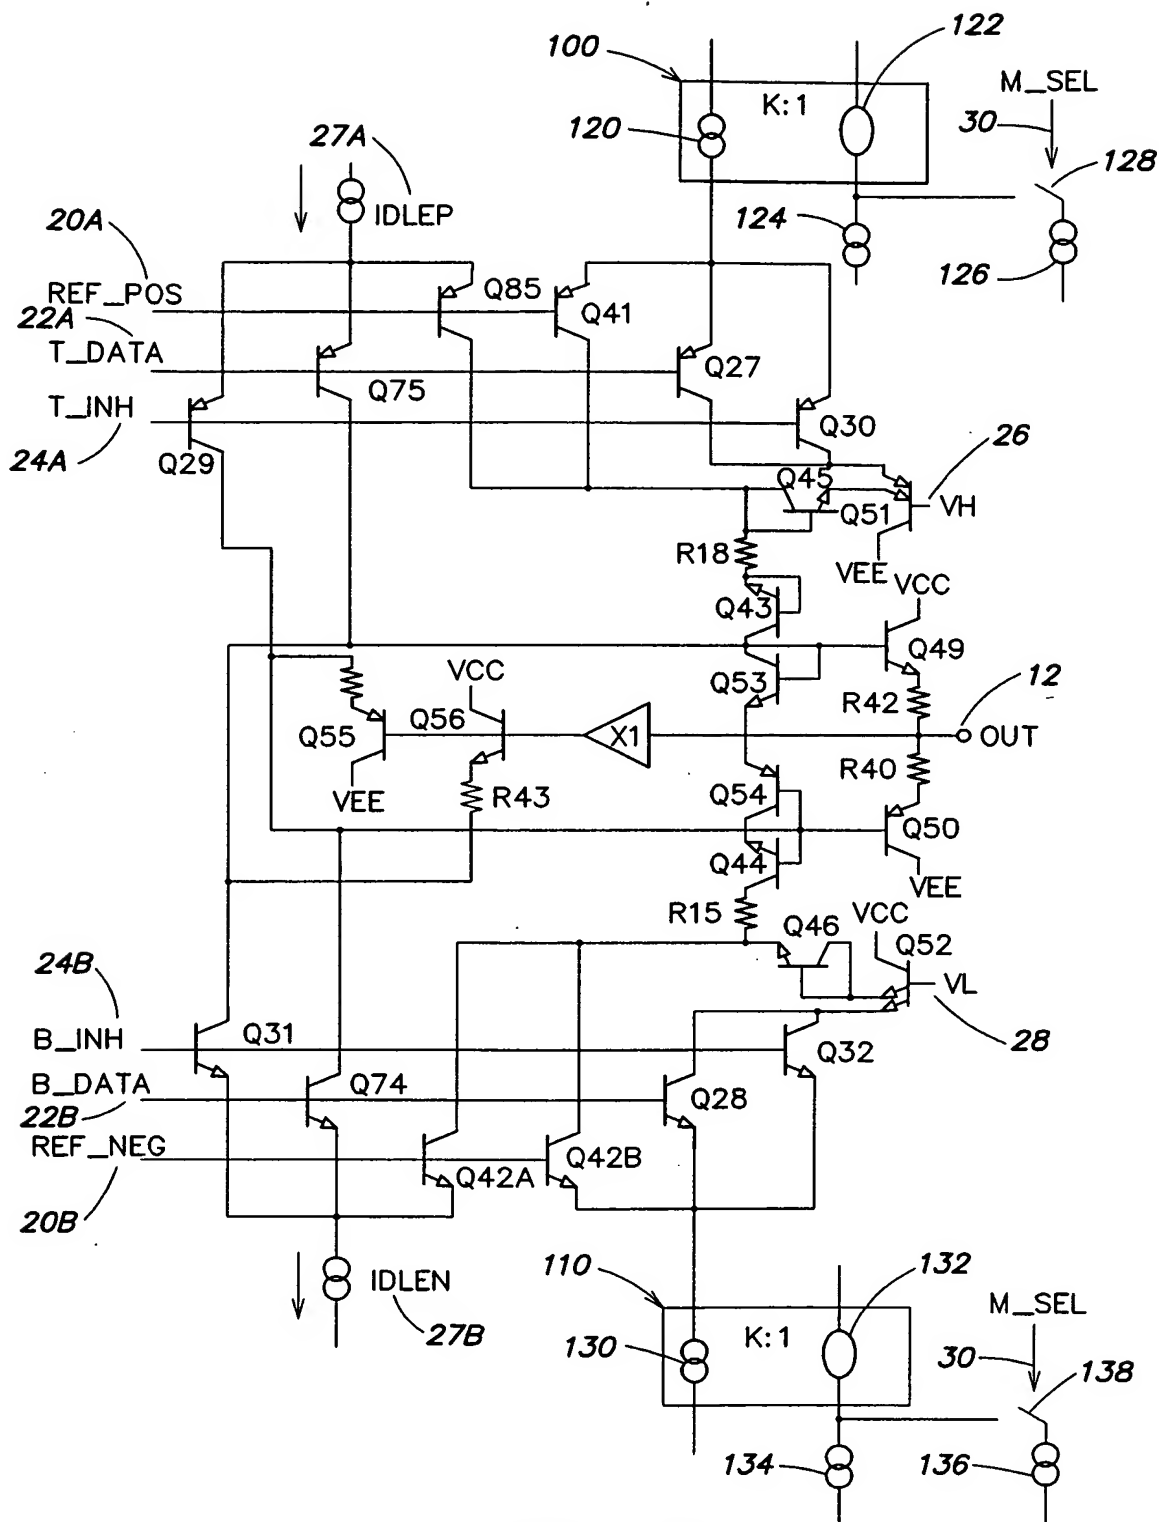 122
100
M_SEL
K:1
30
120
27A
128
124
20A
IDLEP
126
REF_POS
Q85
Q41
22A
T_DATA
Q27
Q75
T_INH
Q30
26
24A
Q29
Q45
Q51
VH
R18
VEE
VCC
Q43
Q49
VCC
Q53
12
R42
Q56
Q55
X1
OUT
R40
VEE
R43
Q54
Q50
Q44
VEE
R15
VCC
Q46
Q52
24B
VL
B_INH
Q31
Q32
28
B_DATA
Q74
Q28
22B
REF_NEG
Q42B
Q42A
20B
110
132
IDLEN
M_SEL
27B
K:1
130
30
138
134
136